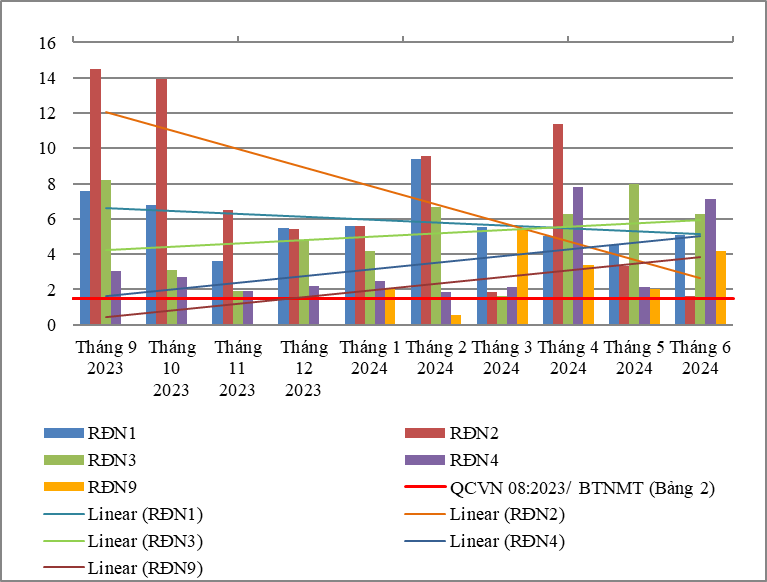 16
14
12
10
8
6
4
2
0
Tháng 9 Tháng Tháng Tháng Tháng 1 Tháng 2 Tháng 3 Tháng 4 Tháng 5 Tháng 6
2023 10 11 12 2024 2024 2024 2024 2024 2024
2023 2023 2023
RĐN1 RĐN2
RĐN3 RĐN4
RĐN9 QCVN 08:2023/ BTNMT (Bảng 2)
Linear (RĐN1) Linear (RĐN2)
Linear (RĐN3) Linear (RĐN4)
Linear (RĐN9)